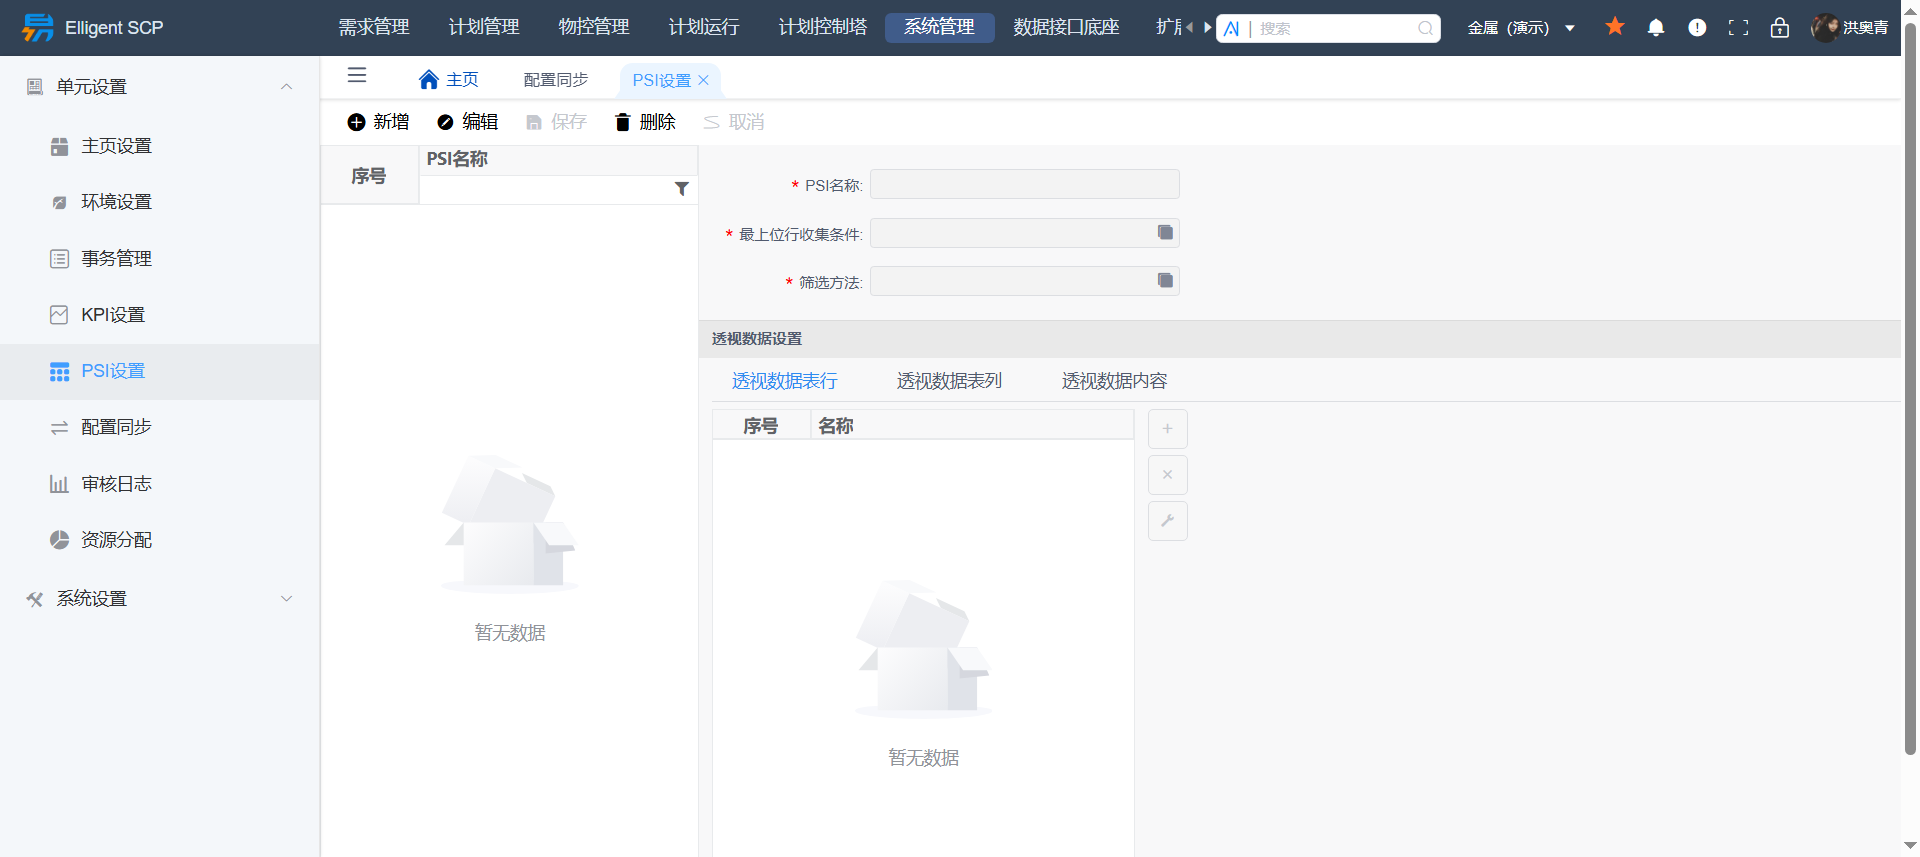 Elligent SCP
需求管理 计划管理 物控管理 计划运行 计划控制塔 系统管理 数据接口底座
AI | 搜索
金属（演示）
洪奥青
单元设置
主页设置
环境设置
事务管理
KPI设置
PSI设置
配置同步
审核日志
资源分配
系统设置
主页 配置同步 PSI设置
新增 编辑 保存 删除 取消
序号 PSI名称
暂无数据
* PSI名称:
* 最上位行收集条件:
* 筛选方法:
透视数据设置
透视数据表行 透视数据表列 透视数据内容
序号 名称
暂无数据